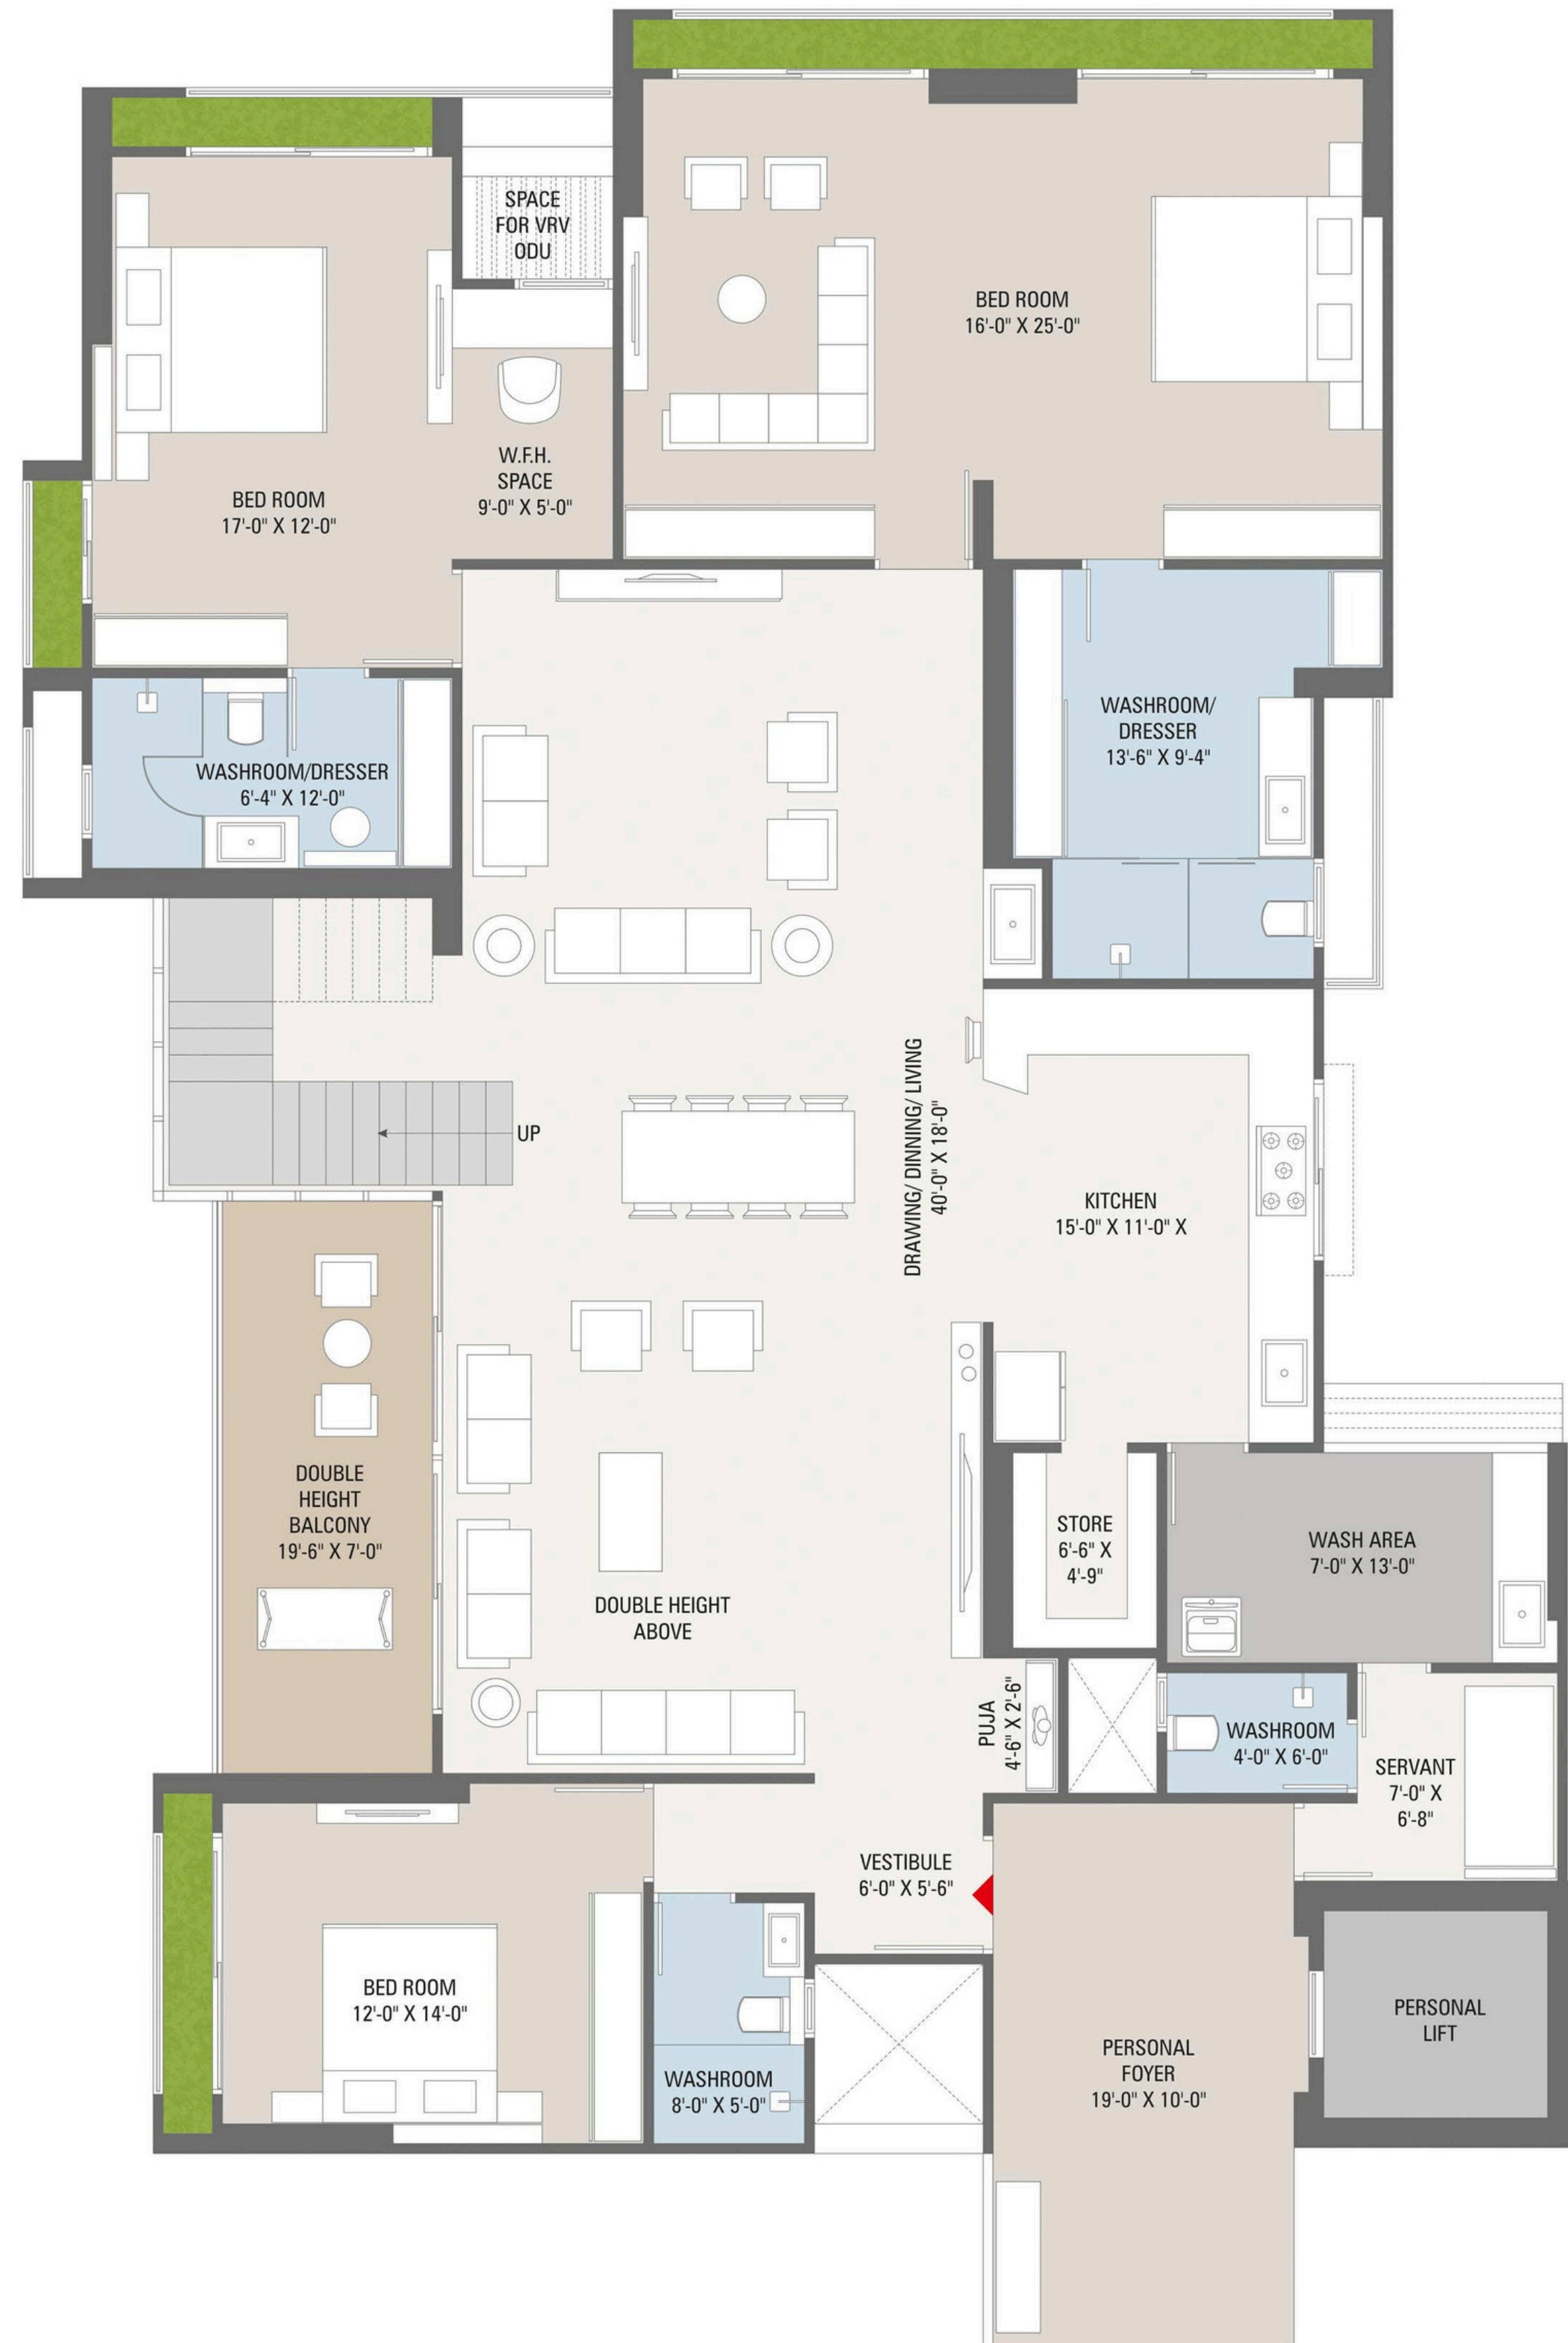 SPACE
FOR VRV
ODU
BED ROOM
16'-0" X 25'-0"
W.F.H.
SPACE
9'-0" X 5'-0"
BED ROOM
17'-0" X 12'-0"
WASHROOM/
DRESSER
13'-6" X 9'-4"
WASHROOM/DRESSER
6'-4" X 12'-0"
DRAWING/ DINNING/ LIVING
40'-0" X 18'-0"
UP
KITCHEN
15'-0" X 11'-0" X
DOUBLE
HEIGHT
BALCONY
19'-6" X 7'-0"
STORE
6'-6" X
4'-9"
WASH AREA
7'-0" X 13'-0"
DOUBLE HEIGHT
ABOVE
PUJA
4'-6" X 2'-6"
WASHROOM
4'-0" X 6'-0"
SERVANT
7'-0" X
6'-8"
VESTIBULE
6'-0" X 5'-6"
BED ROOM
12'-0" X 14'-0"
PERSONAL
LIFT
PERSONAL
FOYER
19'-0" X 10'-0"
WASHROOM
8'-0" X 5'-0"